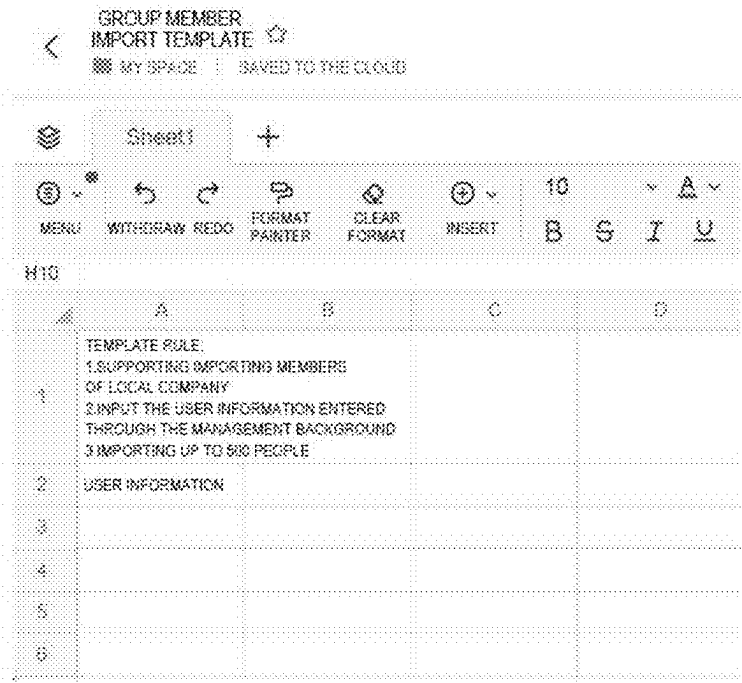 GROUP MEMBER
IMPORT TEMPLATE
MY SPACE SAVED TO THE CLOUD
Sheet1
10 A
MENU WITHDRAW REDO FORMAT PAINTER CLEAR FORMAT INSERT B S I U
H10
A B C D
1
TEMPLATE RULE:
1.SUPPORTING IMPORTING MEMBERS
OF LOCAL COMPANY
2.INPUT THE USER INFORMATION ENTERED
THROUGH THE MANAGEMENT BACKGROUND
3.IMPORTING UP TO 500 PEOPLE
2 USER INFORMATION
3
4
5
6